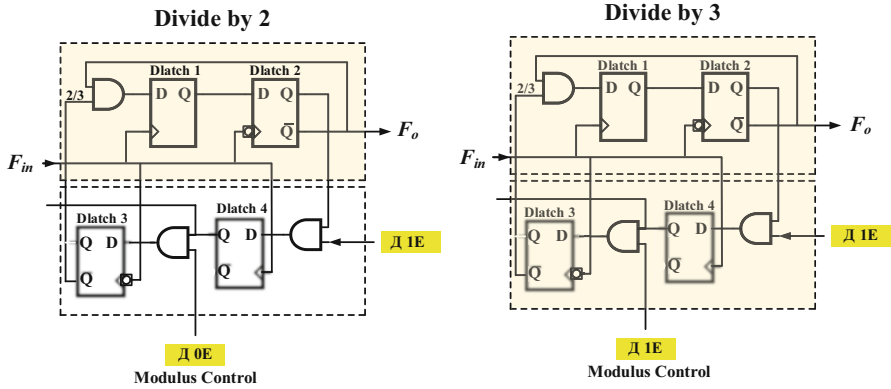 Divide by 2
Dlatch 1
Dlatch 2
2/3
D Q
D Q
Q̅
Fo
Fin
Dlatch 3
Dlatch 4
Q D
Q̅
Q D
Q̅
Д 1E
Д 0E
Modulus Control
Divide by 3
Dlatch 1
Dlatch 2
2/3
D Q
D Q
Q̅
Fo
Fin
Dlatch 3
Dlatch 4
Q D
Q̅
Q D
Q̅
Д 1E
Д 1E
Modulus Control